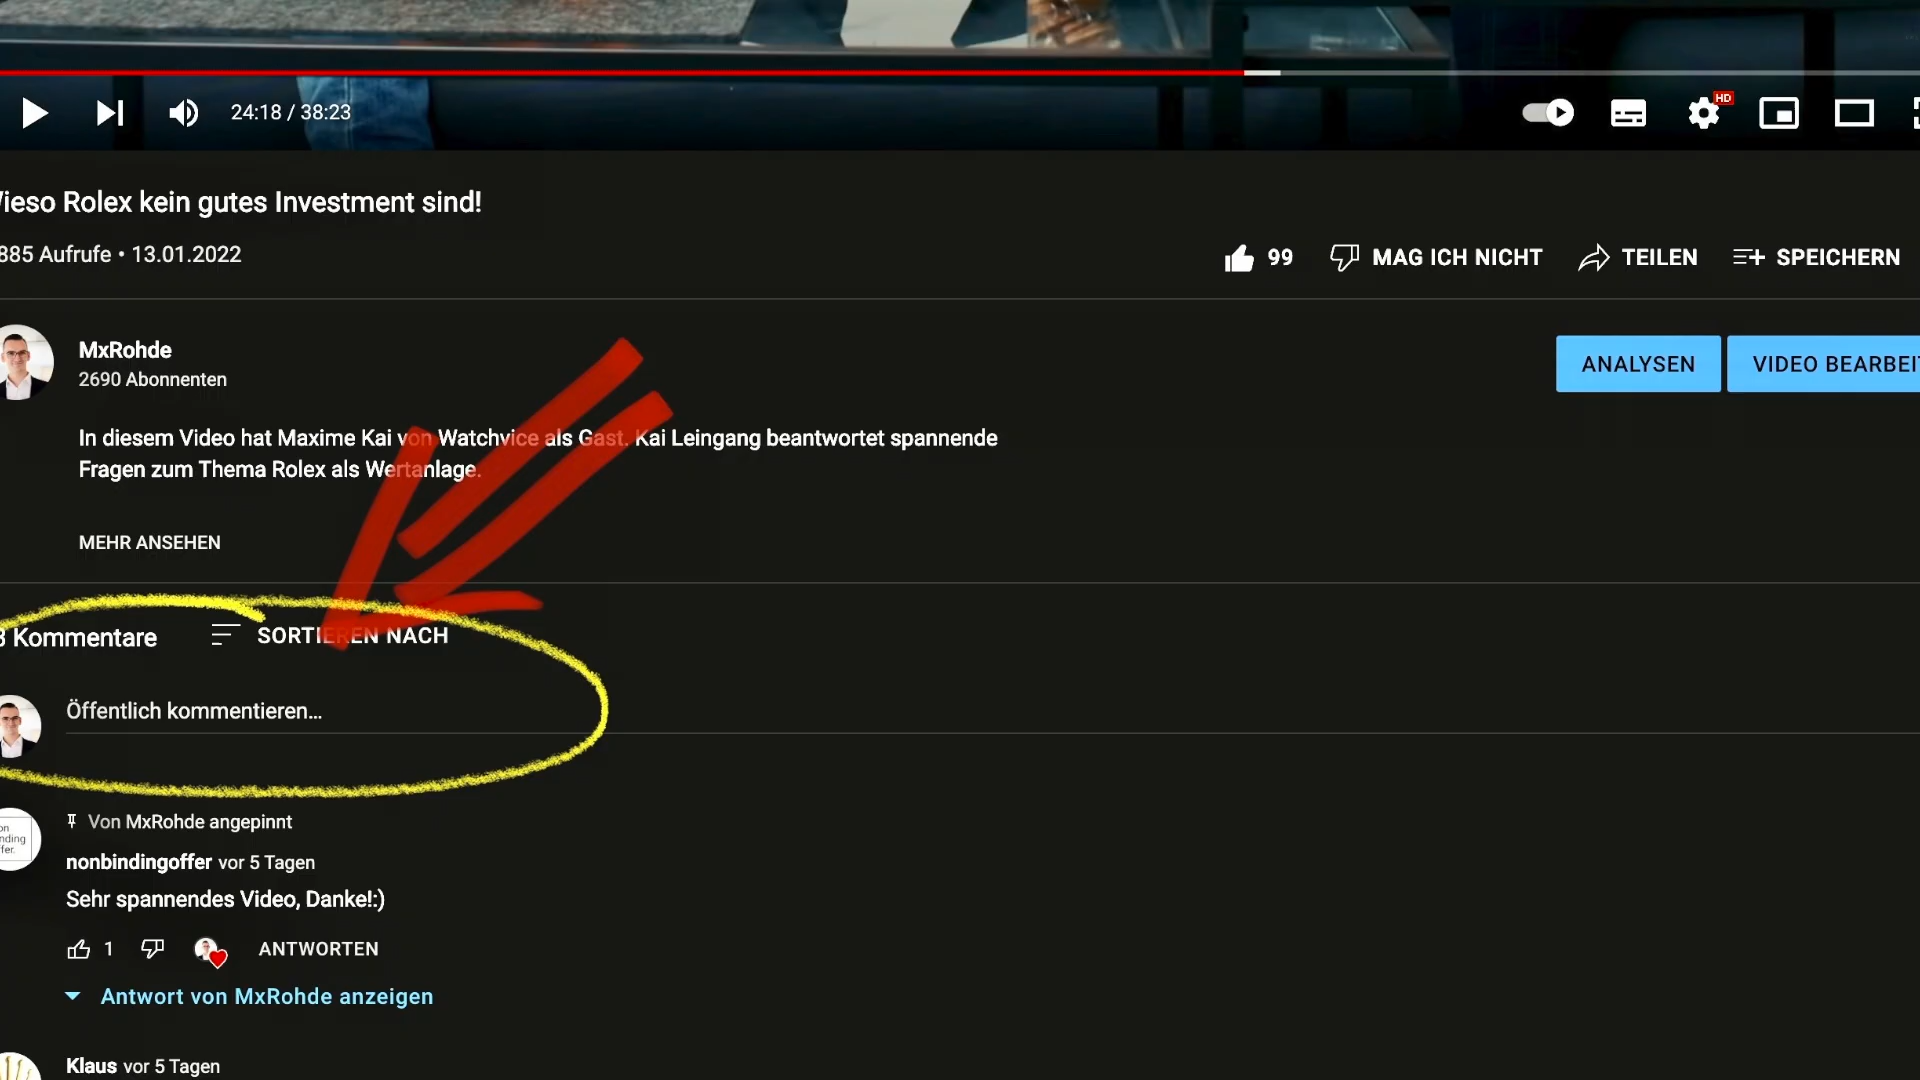 24:18 / 38:23
HD
ieso Rolex kein gutes Investment sind!
885 Aufrufe • 13.01.2022
99 MAG ICH NICHT TEILEN SPEICHERN
MxRohde
2690 Abonnenten
ANALYSEN VIDEO BEARBEI
In diesem Video hat Maxime Kai von Watchvice als Gast. Kai Leingang beantwortet spannende
Fragen zum Thema Rolex als Wertanlage.
MEHR ANSEHEN
Kommentare SORTIEREN NACH
Öffentlich kommentieren...
Von MxRohde angepinnt
nonbindingoffer vor 5 Tagen
Sehr spannendes Video, Danke!:)
1 ANTWORTEN
Antwort von MxRohde anzeigen
Klaus vor 5 Tagen